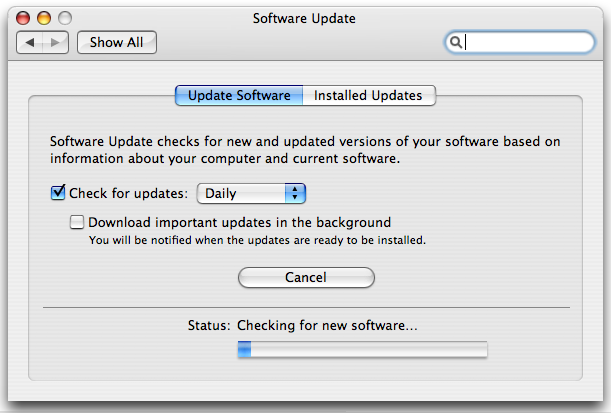 Software Update
Show All
Update Software
Installed Updates
Software Update checks for new and updated versions of your software based on
information about your computer and current software.
Check for updates: Daily
Download important updates in the background
You will be notified when the updates are ready to be installed.
Cancel
Status: Checking for new software...